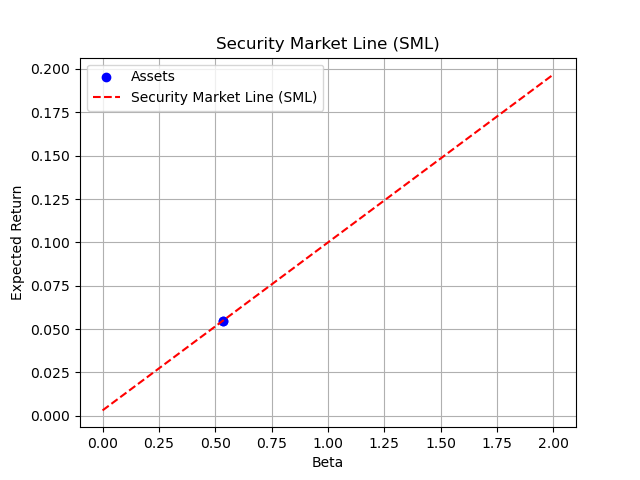 Security Market Line (SML)
Assets
Security Market Line (SML)
Expected Return
0.200
0.175
0.150
0.125
0.100
0.075
0.050
0.025
0.000
0.00 0.25 0.50 0.75 1.00 1.25 1.50 1.75 2.00
Beta